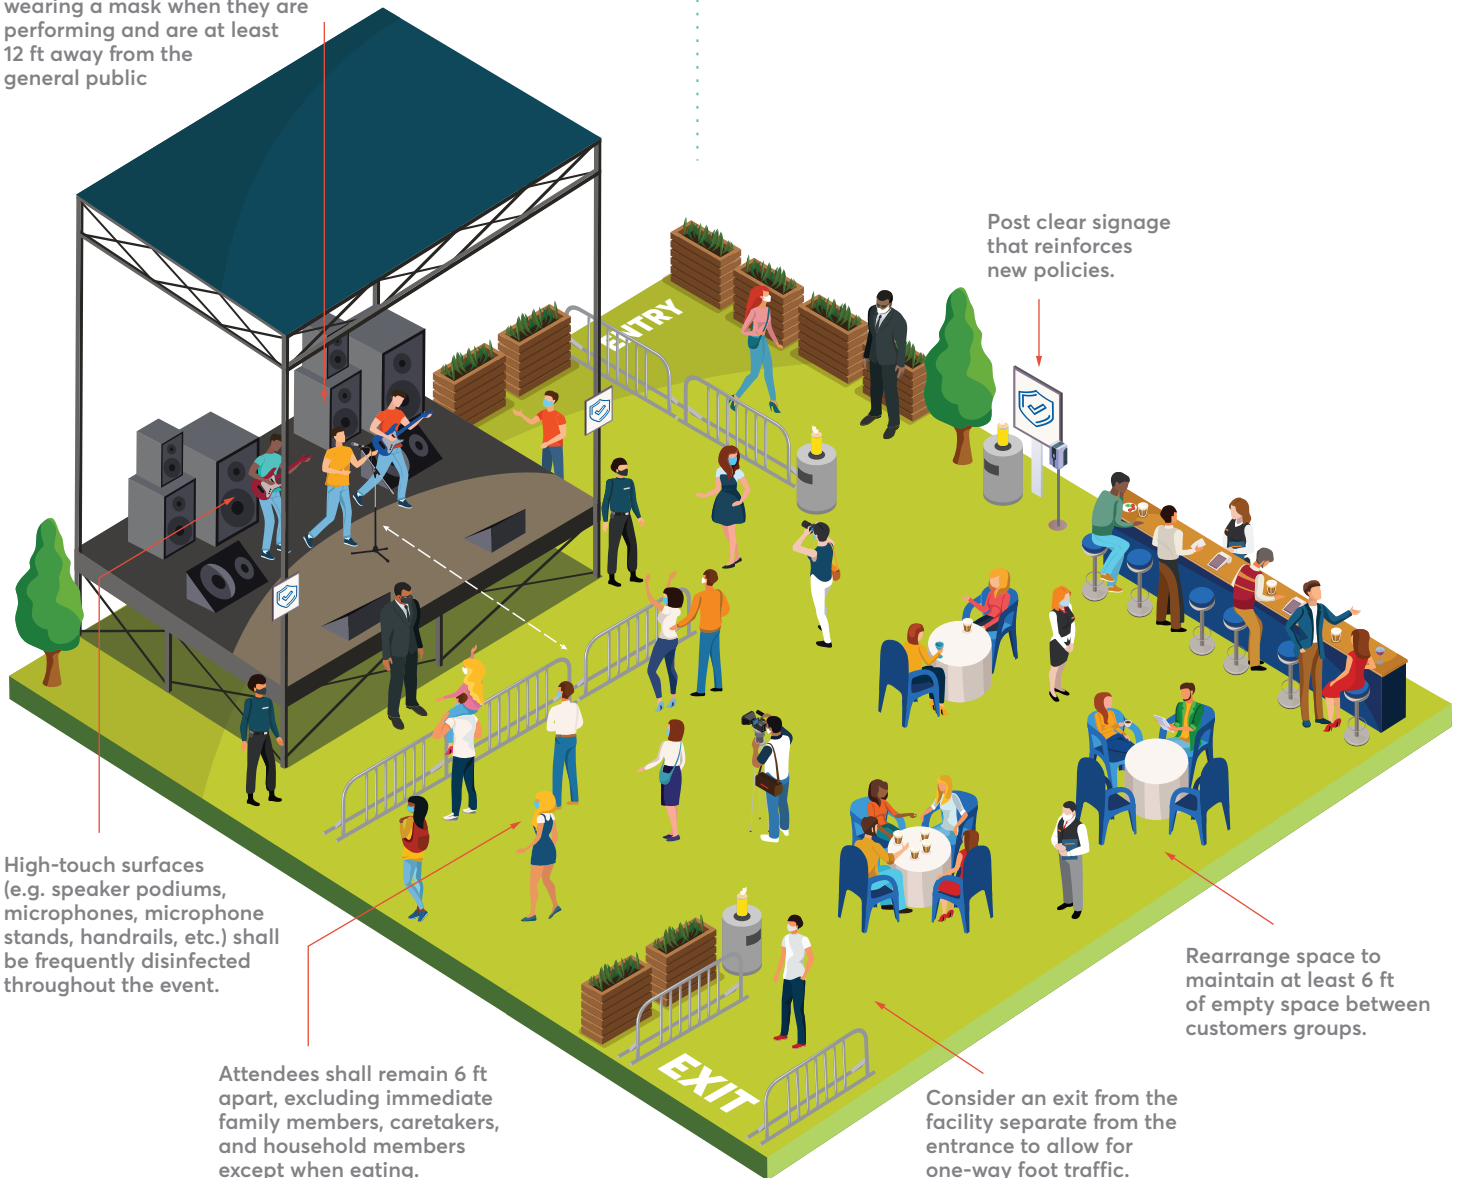 wearing a mask when they are
performing and are at least
12 ft away from the
general public
Post clear signage
that reinforces
new policies.
ENTRY
High-touch surfaces
(e.g. speaker podiums,
microphones, microphone
stands, handrails, etc.) shall
be frequently disinfected
throughout the event.
Rearrange space to
maintain at least 6 ft
of empty space between
customers groups.
EXIT
Attendees shall remain 6 ft
apart, excluding immediate
family members, caretakers,
and household members
except when eating.
Consider an exit from the
facility separate from the
entrance to allow for
one-way foot traffic.